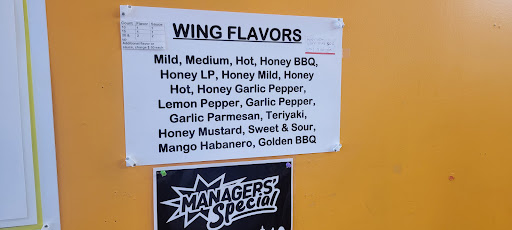 WING FLAVORS
Mild, Medium, Hot, Honey BBQ,
Honey LP, Honey Mild, Honey
Hot, Honey Garlic Pepper,
Lemon Pepper, Garlic Pepper,
Garlic Parmesan, Teriyaki,
Honey Mustard, Sweet & Sour,
Mango Habanero, Golden BBQ
MANAGERS'
Special